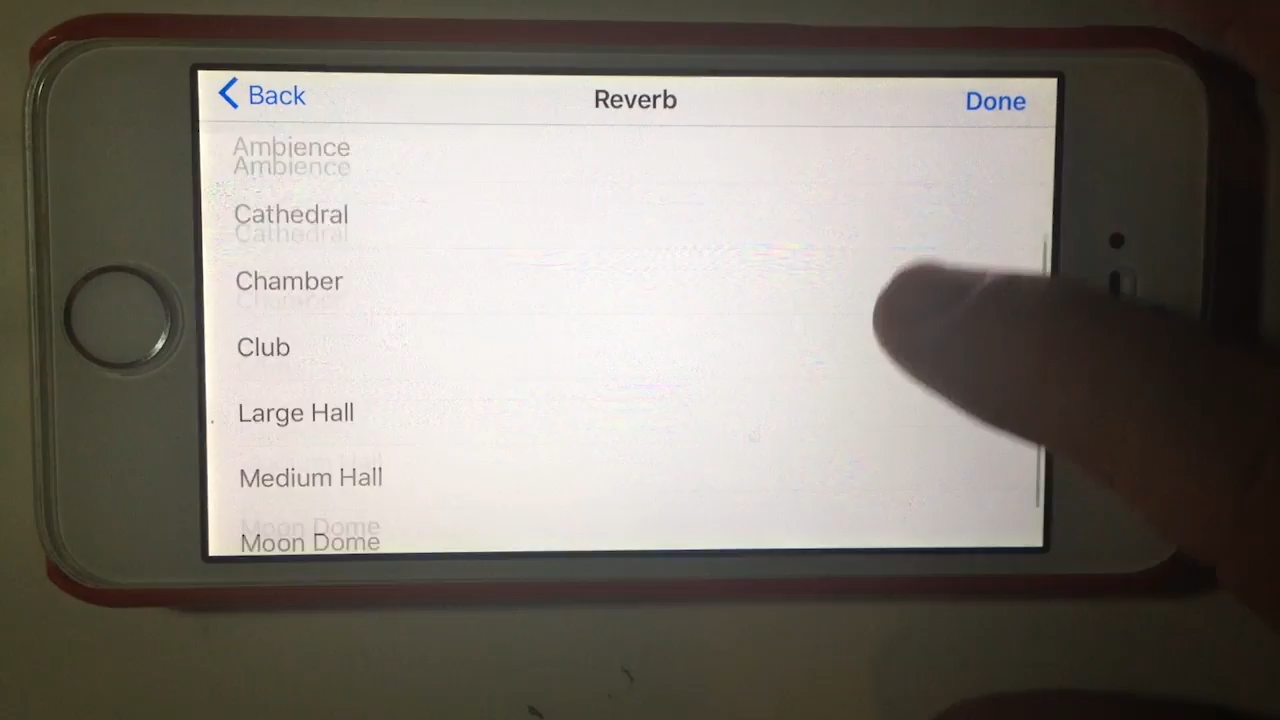 Back
Reverb
Done
Ambience
Cathedral
Chamber
Club
Large Hall
Medium Hall
Moon Dome